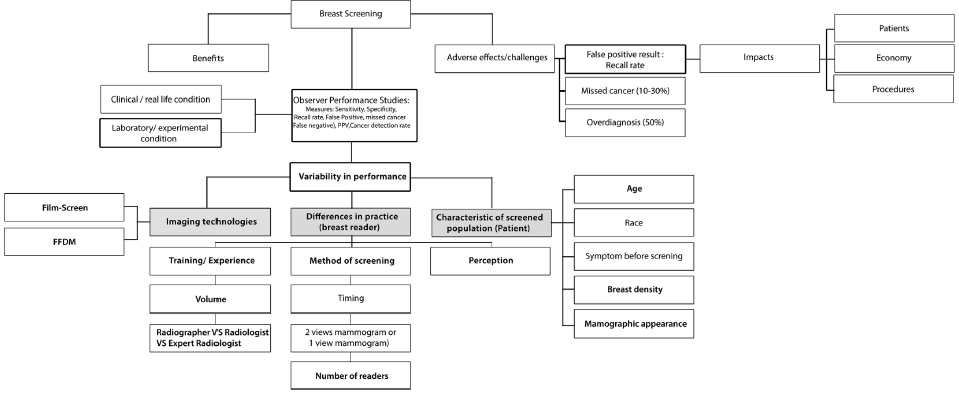 Breast Screening
Benefits
Adverse effects/challenges
False positive result :
Recall rate
Impacts
Patients
Economy
Procedures
Missed cancer (10-30%)
Overdiagnosis (50%)
Clinical / real life condition
Laboratory/ experimental
condition
Observer Performance Studies:
Measures: Sensitivity, Specificity,
Recall rate, False Positive, missed cancer
False negative), PPV,Cancer detection rate
Variability in performance
Film-Screen
FFDM
Imaging technologies
Differences in practice
(breast reader)
Characteristic of screened
population (Patient)
Age
Race
Symptom before screning
Breast density
Mamographic appearance
Training/ Experience
Volume
Radiographer V'S Radiologist
VS Expert Radiologist
Method of screening
Timing
2 views mammogram or
1 view mammogram)
Number of readers
Perception